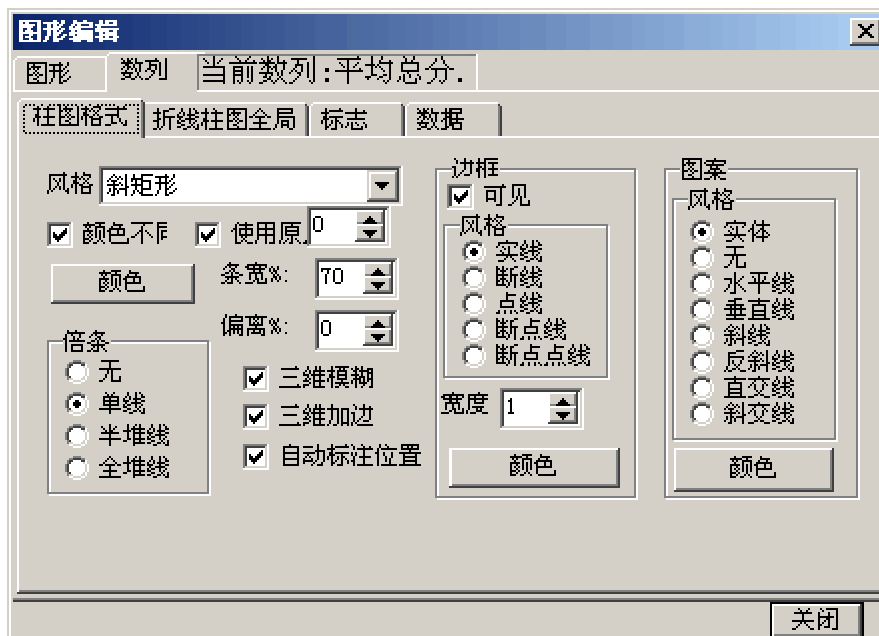 图形编辑
图形 数列 当前数列:平均总分.
柱图格式 折线柱图全局 标志 数据
风格 斜矩形
颜色不 使用原 0
颜色 条宽%: 70
偏离%: 0
倍条
无
单线
半堆线
全堆线
三维模糊
三维加边
自动标注位置
边框
可见
风格
实线
断线
点线
断点线
断点点线
宽度 1
颜色
图案
风格
实体
无
水平线
垂直线
斜线
反斜线
直交线
斜交线
颜色
关闭